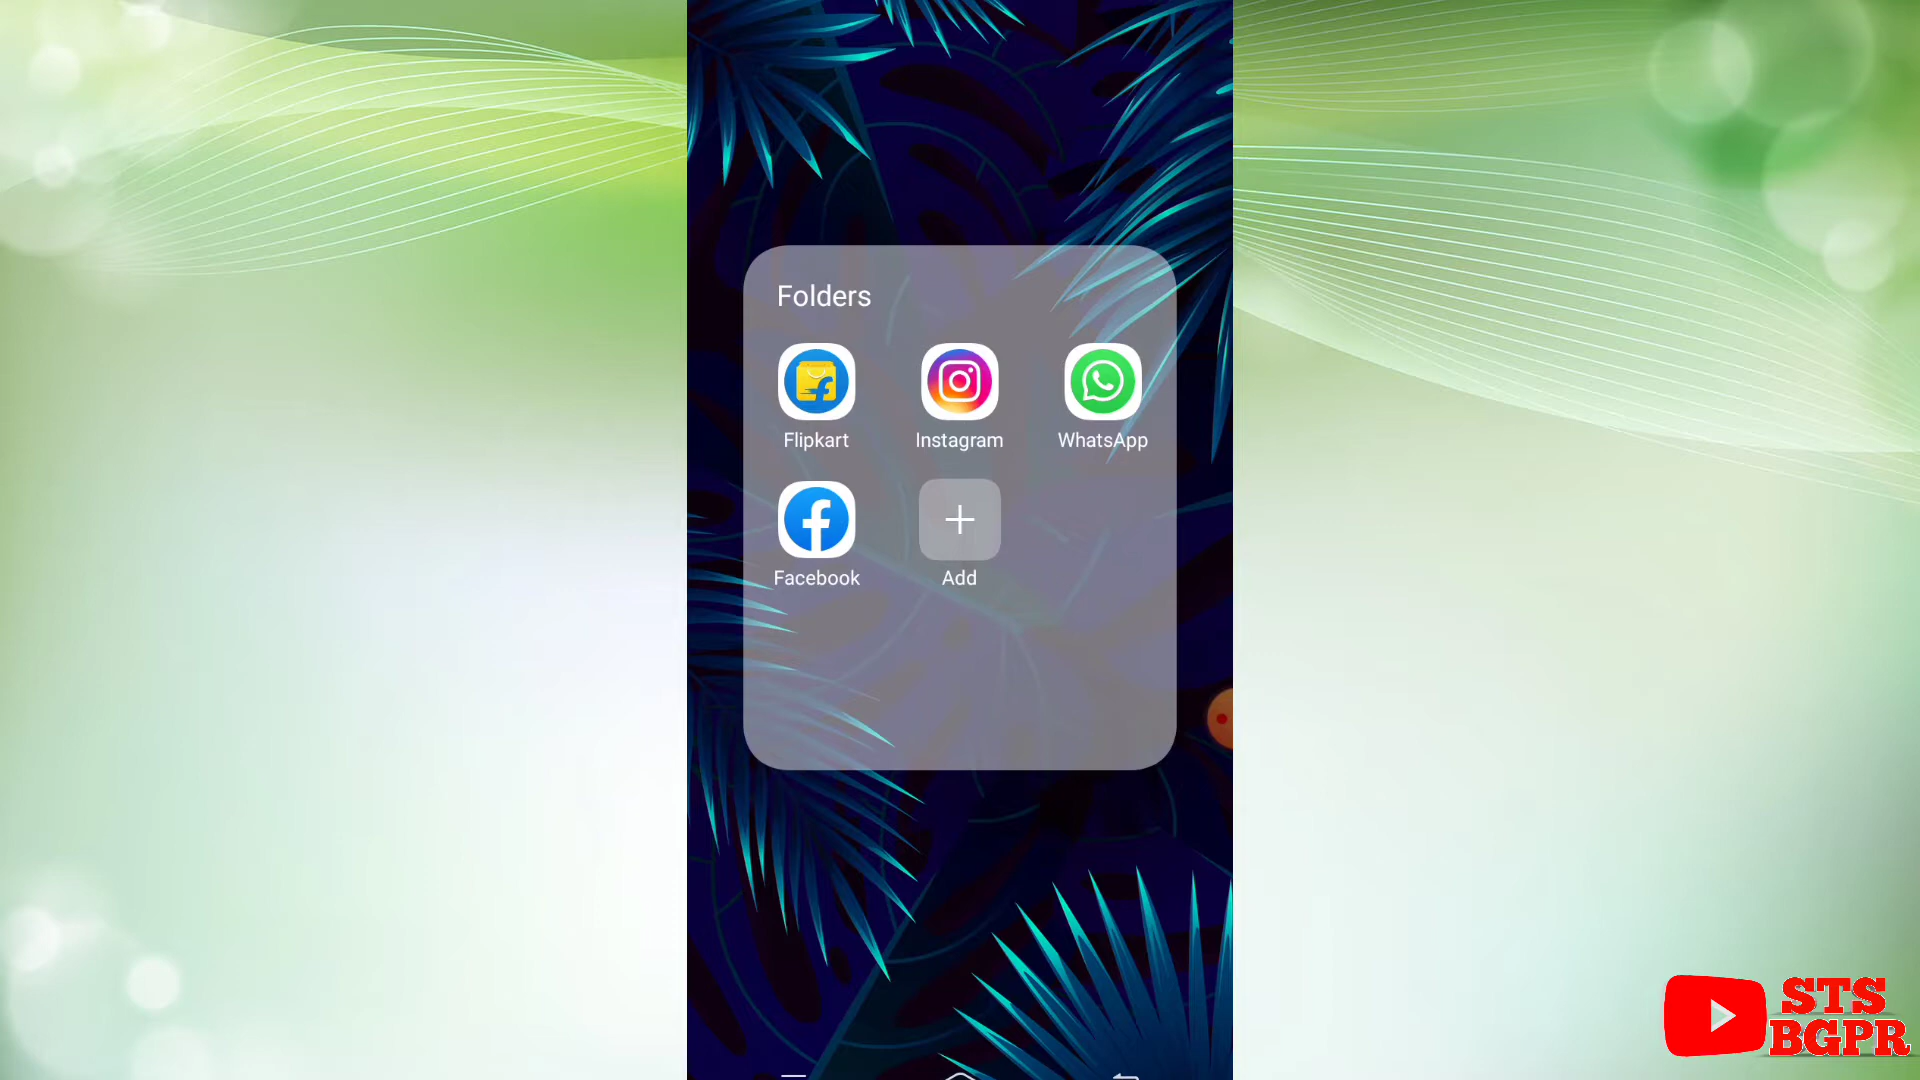 Folders
Flipkart
Instagram
WhatsApp
Facebook
Add
STS
BGPR